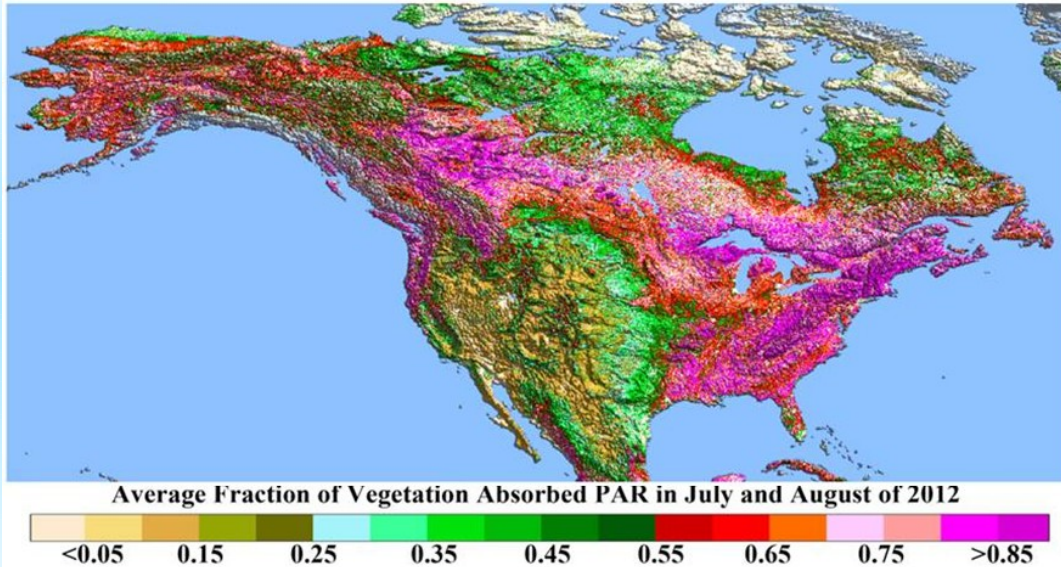 Average Fraction of Vegetation Absorbed PAR in July and August of 2012
<0.05 0.15 0.25 0.35 0.45 0.55 0.65 0.75 >0.85